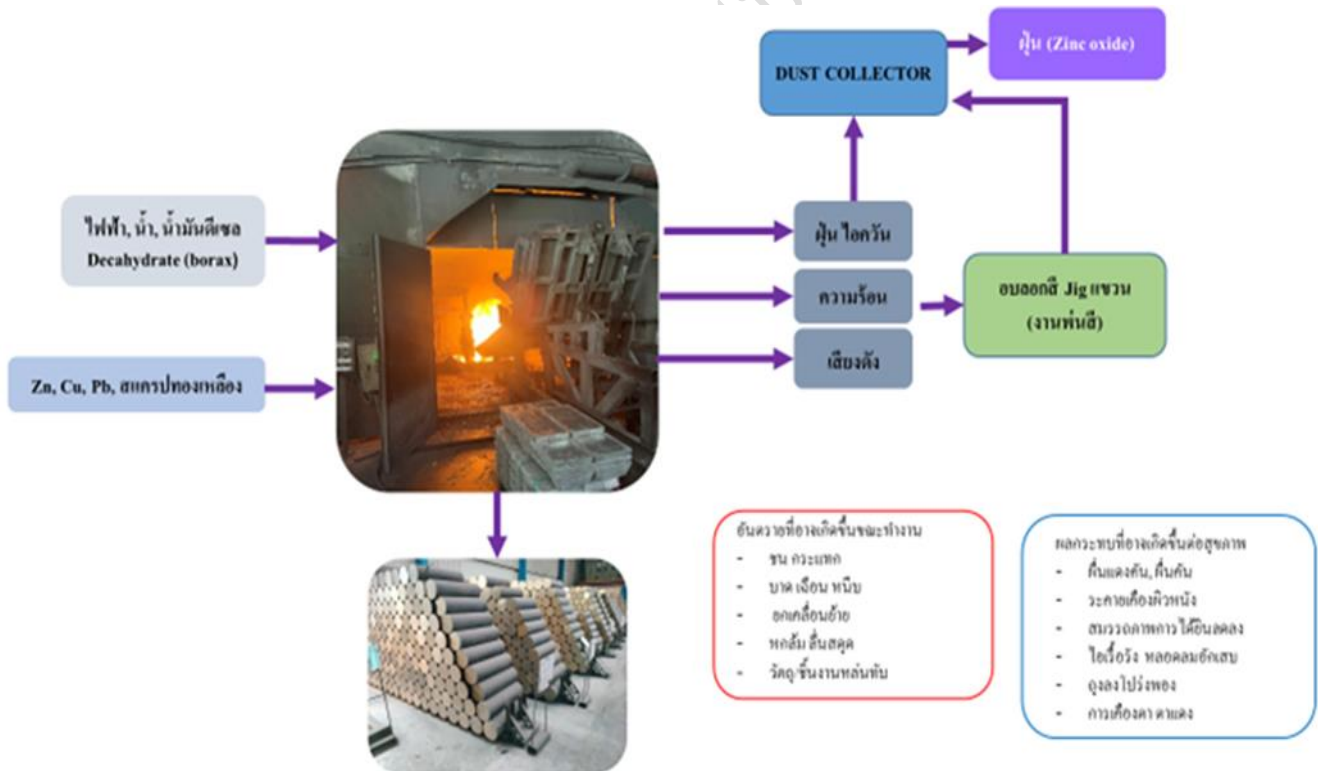 ฝุ่น (Zinc oxide)
DUST COLLECTOR
ไฟฟ้า, น้ำ, น้ำมันดีเซล
Decahydrate (borax)
ฝุ่น ไอควัน
ความร้อน
อบลอกสี Jig แขวน
(งานพ่นสี)
เสียงดัง
Zn, Cu, Pb, สแครปทองเหลือง
อันตรายที่อาจเกิดขึ้นขณะทำงาน
- ชน กระแทก
- บาด เฉือน หนีบ
- ยกเคลื่อนย้าย
- หกล้ม ลื่นสะดุด
- วัตถุ/ชิ้นงานหล่นทับ
ผลกระทบที่อาจเกิดขึ้นต่อสุขภาพ
- ผื่นแดงคัน, ผื่นคัน
- ระคายเคืองผิวหนัง
- สมรรถภาพการได้ยินลดลง
- ไอเรื้อรัง หลอดลมอักเสบ
- ถุงลมโป่งพอง
- การเคืองตา ตาแดง